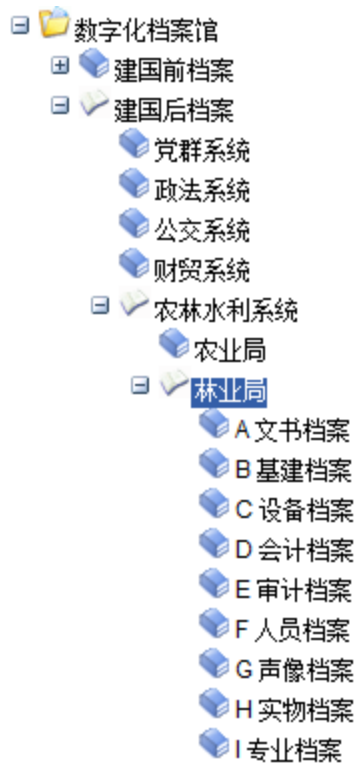 数字化档案馆
建国前档案
建国后档案
党群系统
政法系统
公交系统
财贸系统
农林水利系统
农业局
林业局
A 文书档案
B 基建档案
C 设备档案
D 会计档案
E 审计档案
F 人员档案
G 声像档案
H 实物档案
I 专业档案